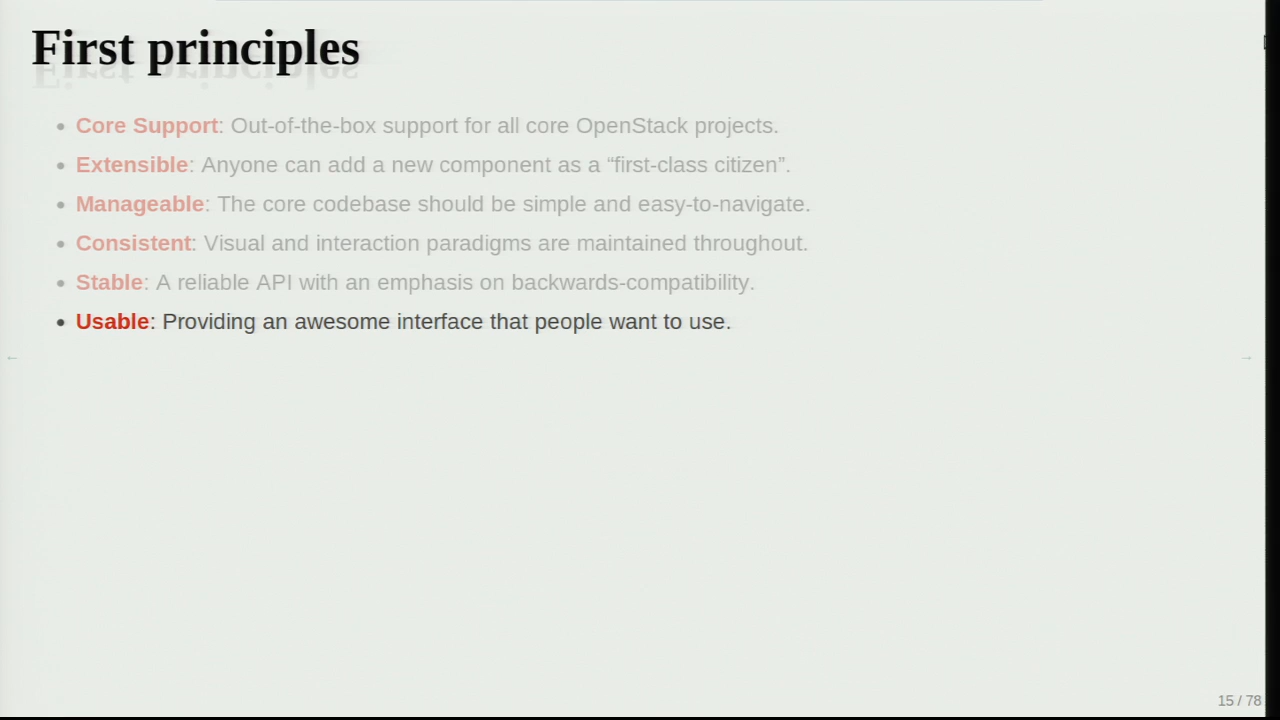 First principles
• Core Support: Out-of-the-box support for all core OpenStack projects.
• Extensible: Anyone can add a new component as a “first-class citizen”.
• Manageable: The core codebase should be simple and easy-to-navigate.
• Consistent: Visual and interaction paradigms are maintained throughout.
• Stable: A reliable API with an emphasis on backwards-compatibility.
• Usable: Providing an awesome interface that people want to use.
← →
15 / 78